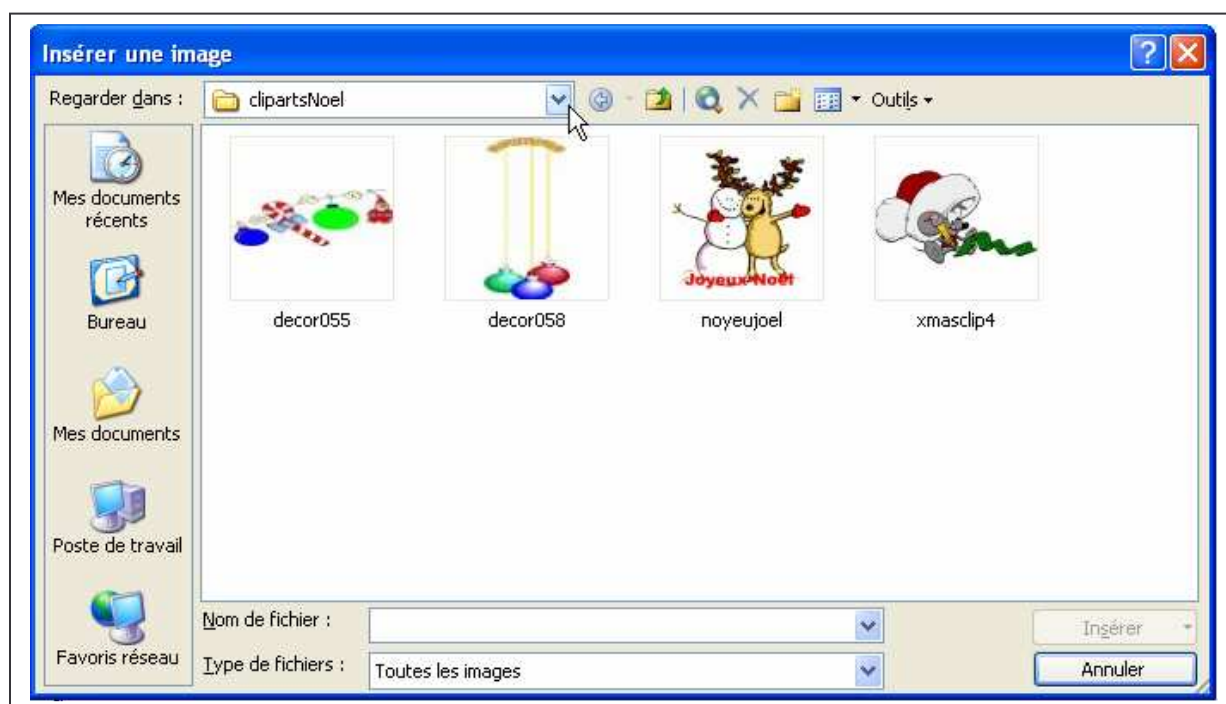 Insérer une image
Regarder dans :
clipartsNoel
Outils
Mes documents
récents
Bureau
Mes documents
Poste de travail
Favoris réseau
Joyeux Noël
decor055
decor058
noyeujoel
xmasclip4
Nom de fichier :
Insérer
Type de fichiers :
Toutes les images
Annuler